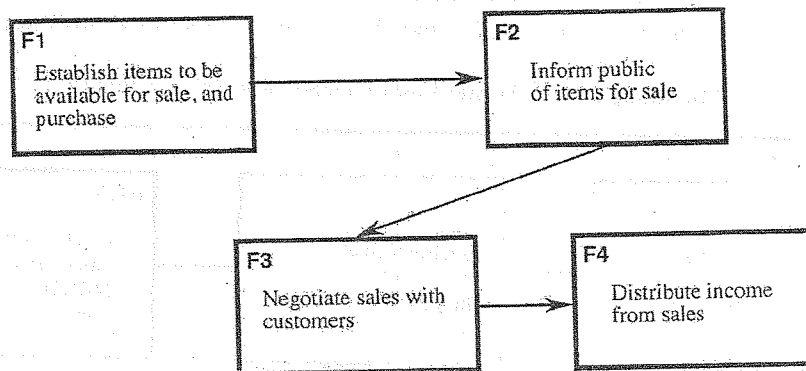 F1
Establish items to be
available for sale, and
purchase
F2
Inform public
of items for sale
F3
Negotiate sales with
customers
F4
Distribute income
from sales